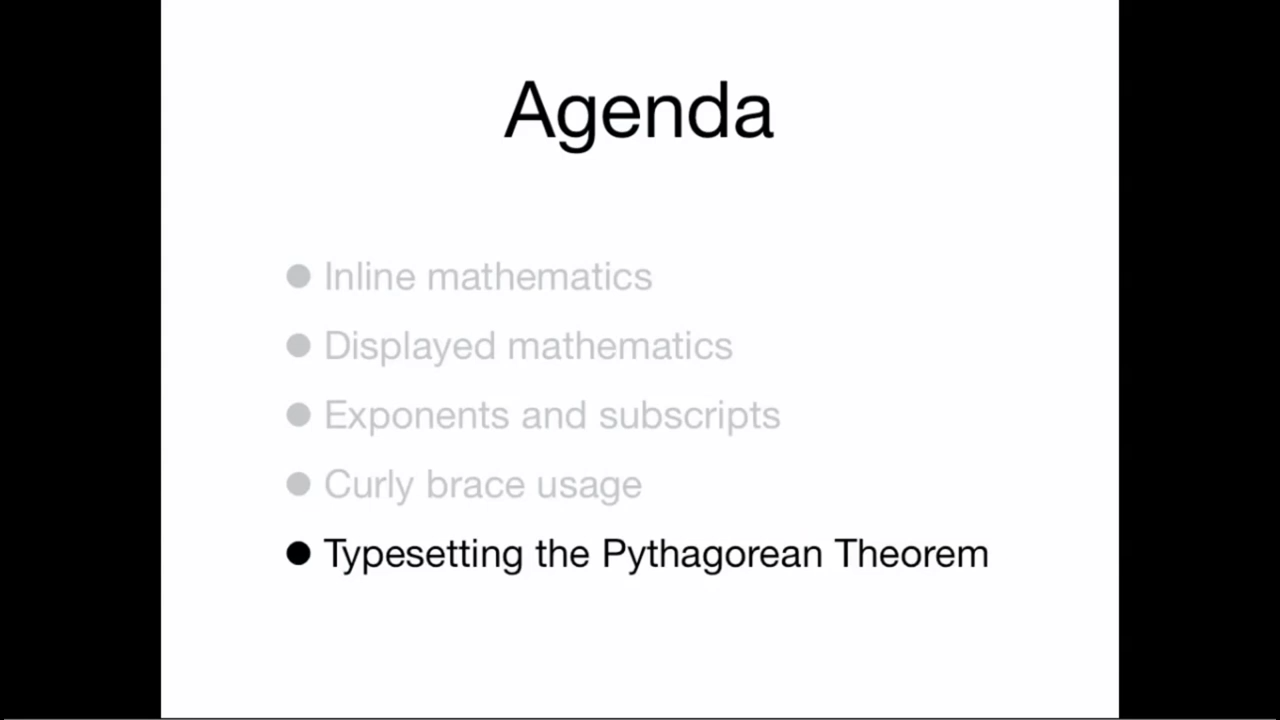 Agenda
● Inline mathematics
● Displayed mathematics
● Exponents and subscripts
● Curly brace usage
● Typesetting the Pythagorean Theorem